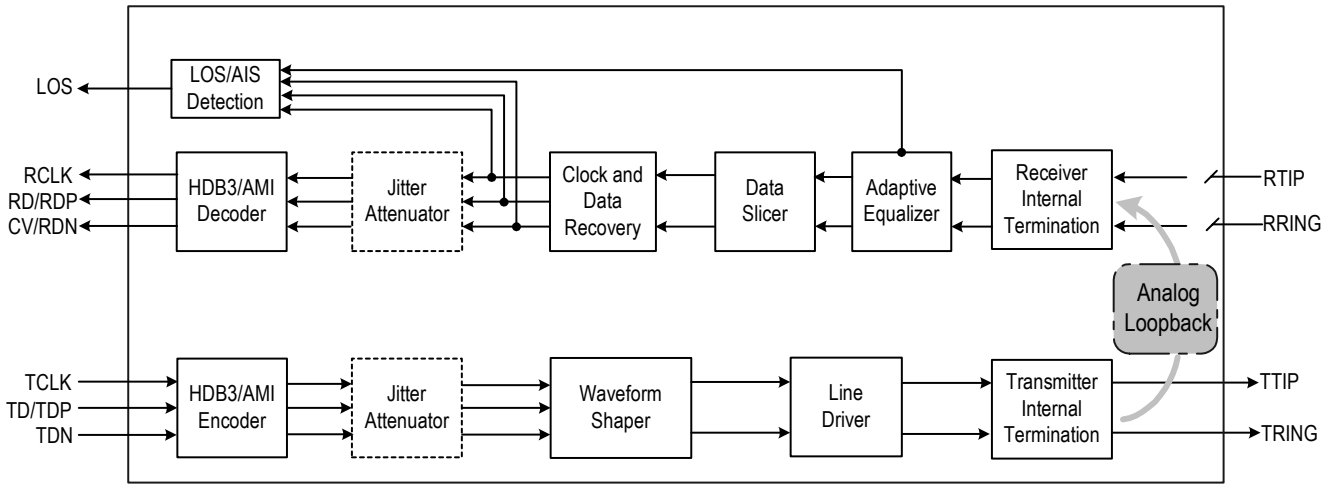 LOS
LOS/AIS
Detection
RCLK
RD/RDP
CV/RDN
HDB3/AMI
Decoder
Jitter
Attenuator
Clock and
Data
Recovery
Data
Slicer
Adaptive
Equalizer
Receiver
Internal
Termination
RTIP
RRING
Analog
Loopback
TCLK
TD/TDP
TDN
HDB3/AMI
Encoder
Jitter
Attenuator
Waveform
Shaper
Line
Driver
Transmitter
Internal
Termination
TTIP
TRING